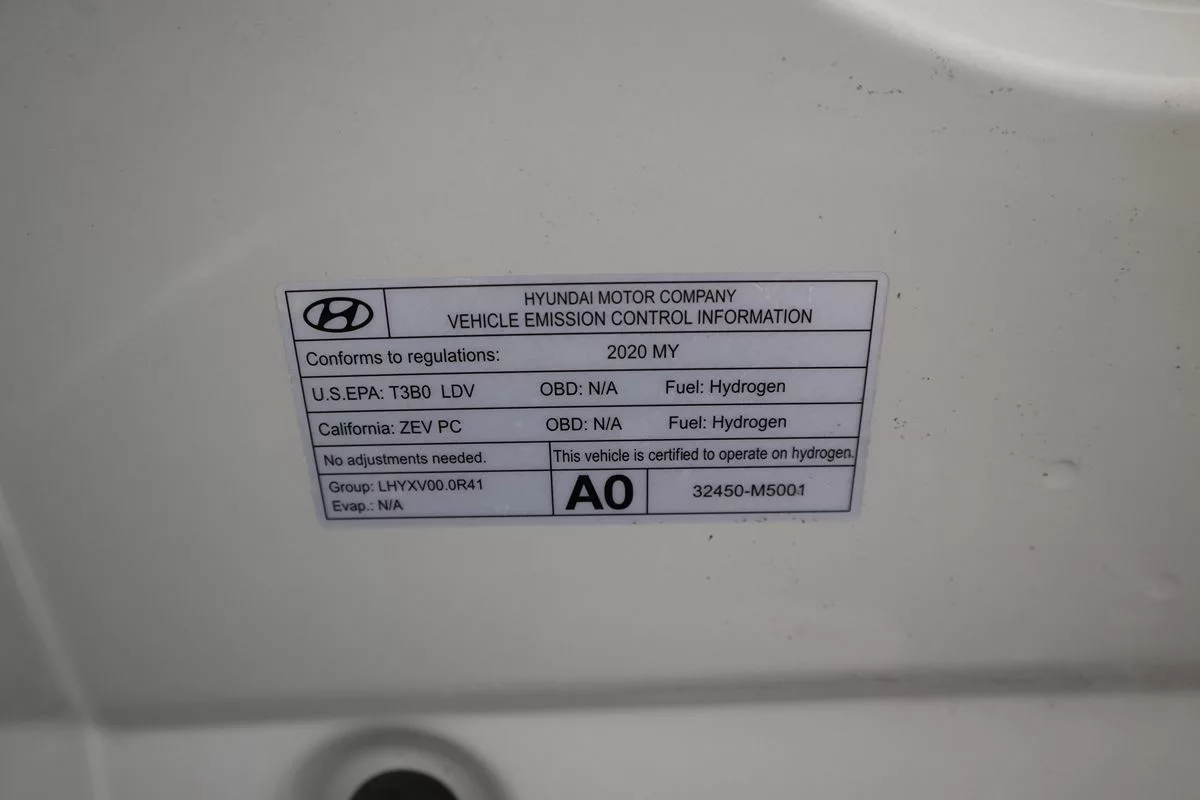 HYUNDAI MOTOR COMPANY
VEHICLE EMISSION CONTROL INFORMATION
Conforms to regulations: 2020 MY
U.S.EPA: T3B0 LDV OBD: N/A Fuel: Hydrogen
California: ZEV PC OBD: N/A Fuel: Hydrogen
No adjustments needed. This vehicle is certified to operate on hydrogen.
Group: LHYXV00.0R41
Evap.: N/A
A0
32450-M5001